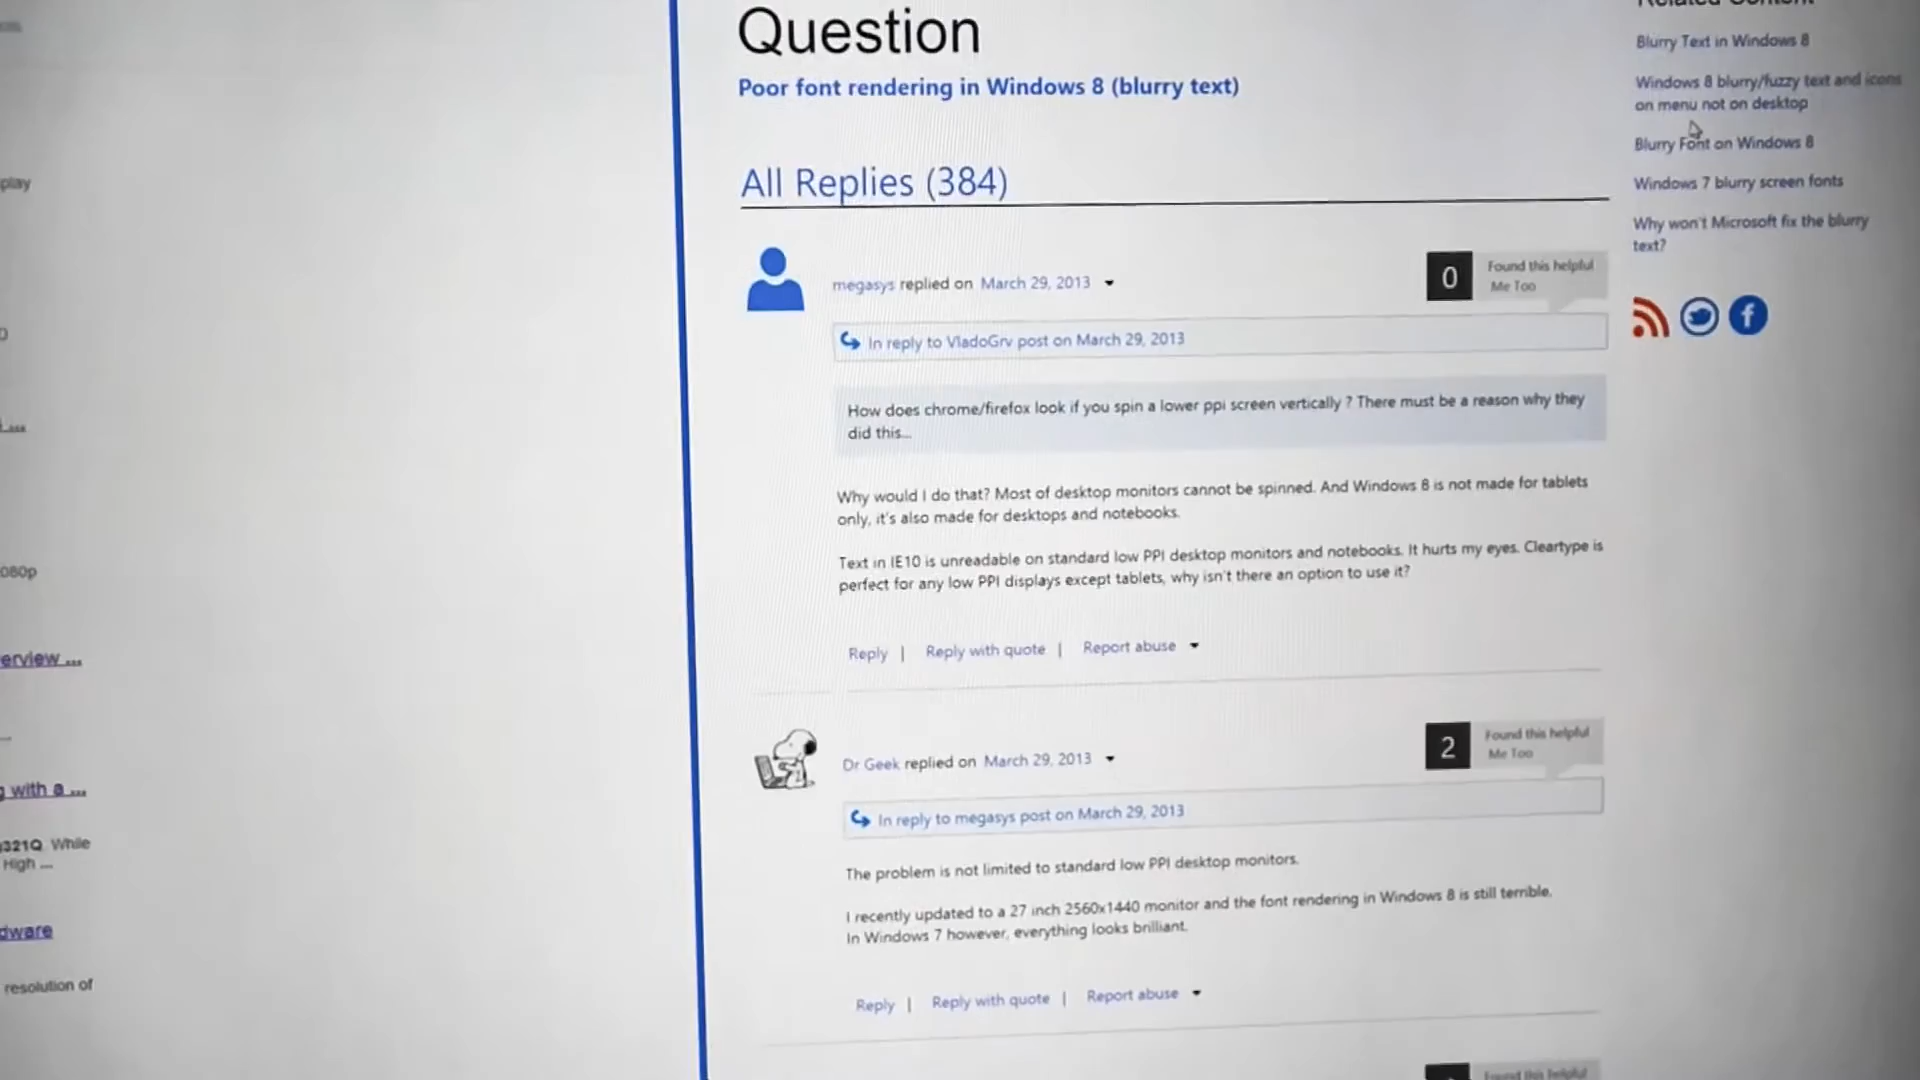 Question
Poor font rendering in Windows 8 (blurry text)
All Replies (384)
megasys replied on March 29, 2013
0
Found this helpful
Me Too
In reply to VladoGrv post on March 29, 2013
How does chrome/firefox look if you spin a lower ppi screen vertically ? There must be a reason why they
did this...
Why would I do that? Most of desktop monitors cannot be spinned. And Windows 8 is not made for tablets
only, it's also made for desktops and notebooks.
Text in IE10 is unreadable on standard low PPI desktop monitors and notebooks. It hurts my eyes. Cleartype is
perfect for any low PPI displays except tablets, why isn't there an option to use it?
Reply | Reply with quote | Report abuse
Dr Geek replied on March 29, 2013
2
Found this helpful
Me Too
In reply to megasys post on March 29, 2013
The problem is not limited to standard low PPI desktop monitors.
I recently updated to a 27 inch 2560x1440 monitor and the font rendering in Windows 8 is still terrible.
In Windows 7 however, everything looks brilliant.
Reply | Reply with quote | Report abuse
Found this helpful
Related Content
Blurry Text in Windows 8
Windows 8 blurry/fuzzy text and icons
on menu not on desktop
Blurry Font on Windows 8
Windows 7 blurry screen fonts
Why won't Microsoft fix the blurry
text?
play
080p
erview ...
g with a ...
321Q While
High ...
dware
resolution of